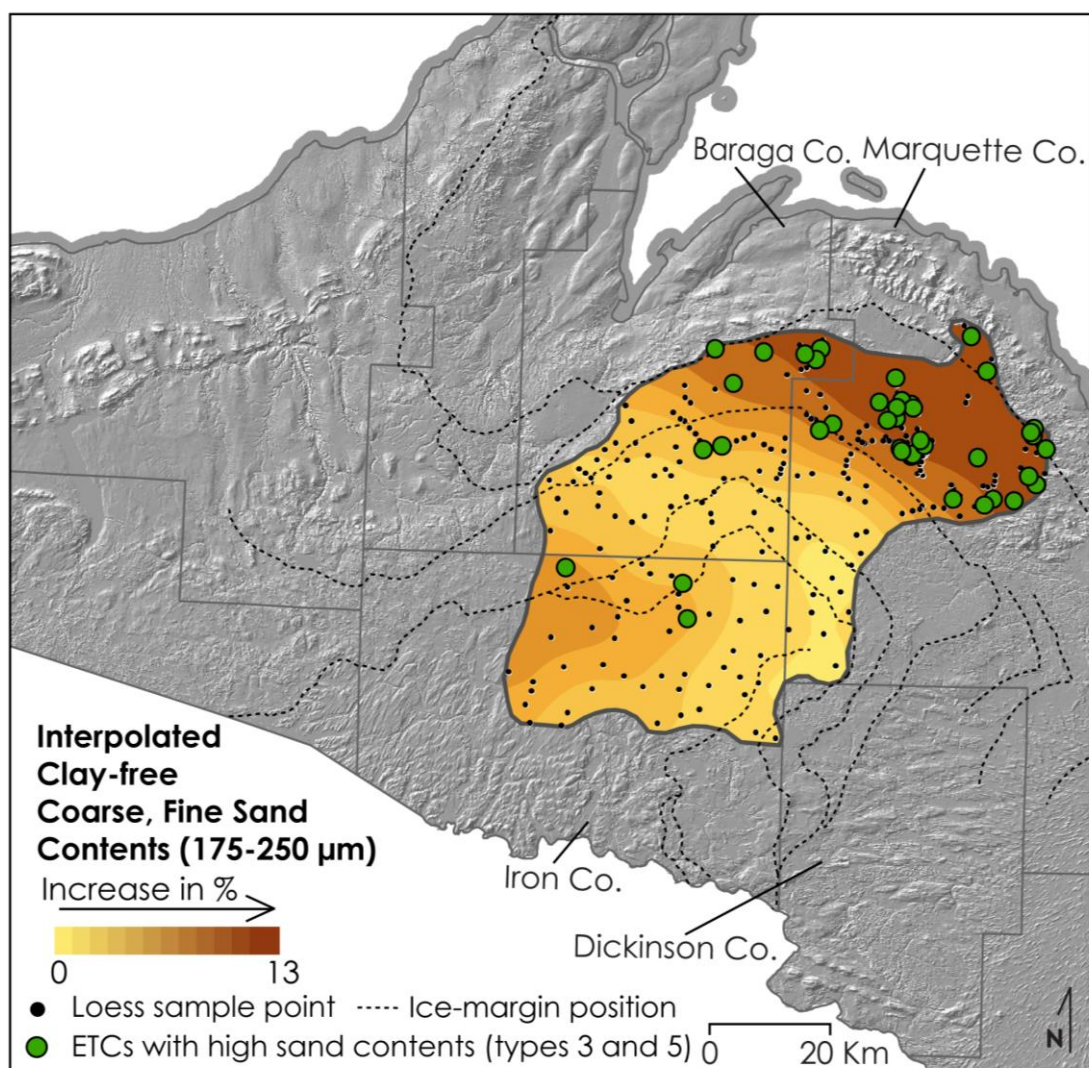 Baraga Co. Marquette Co.
Interpolated
Clay-free
Coarse, Fine Sand
Contents (175-250 µm)
Increase in %
0 13
Iron Co.
Dickinson Co.
Loess sample point Ice-margin position
ETCs with high sand contents (types 3 and 5)
0 20 Km
N